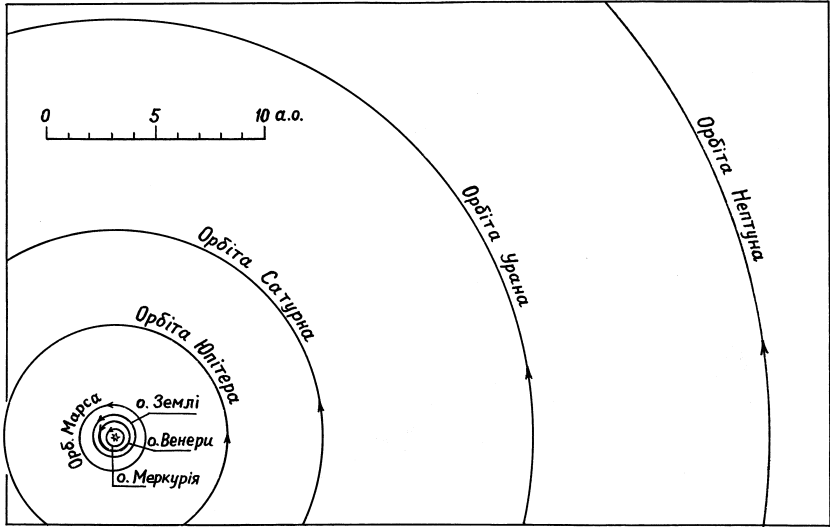 0 5 10 а.о.
Орбіта Нептуна
Орбіта Урана
Орбіта Сатурна
Орбіта Юпітера
Орб. Марса
о. Землі
о. Венери
о. Меркурія